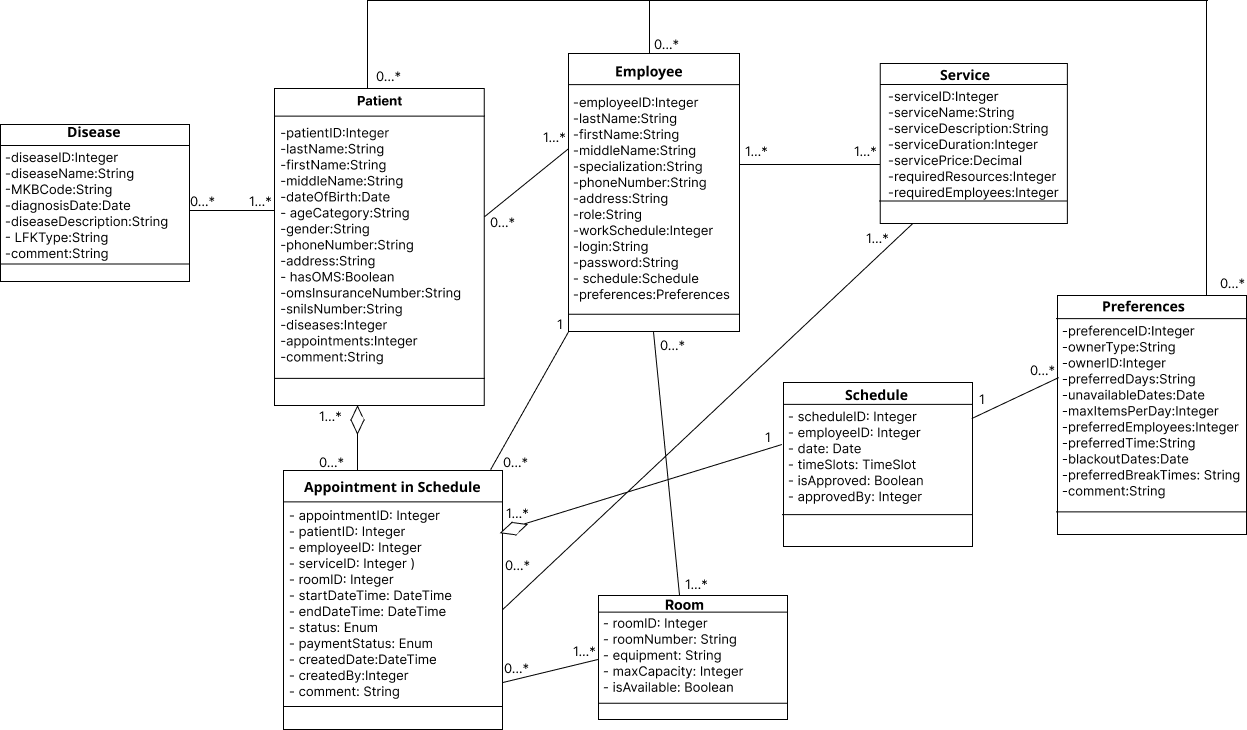 0...*
0...*
0...*
Disease
-diseaseID:Integer
-diseaseName:String
-MKBCode:String
-diagnosisDate:Date
-diseaseDescription:String
- LFKType:String
-comment:String
0...*
1...*
Patient
-patientID:Integer
-lastName:String
-firstName:String
-middleName:String
-dateOfBirth:Date
- ageCategory:String
-gender:String
-phoneNumber:String
-address:String
- hasOMS:Boolean
-omsInsuranceNumber:String
-snilsNumber:String
-diseases:Integer
-appointments:Integer
-comment:String
0...*
1...*
Employee
-employeeID:Integer
-lastName:String
-firstName:String
-middleName:String
-specialization:String
-phoneNumber:String
-address:String
-role:String
-workSchedule:Integer
-login:String
-password:String
- schedule:Schedule
-preferences:Preferences
1...*
1...*
Service
-serviceID:Integer
-serviceName:String
-serviceDescription:String
-serviceDuration:Integer
-servicePrice:Decimal
-requiredResources:Integer
-requiredEmployees:Integer
1...*
Preferences
-preferenceID:Integer
-ownerType:String
-ownerID:Integer
-preferredDays:String
-unavailableDates:Date
-maxItemsPerDay:Integer
-preferredEmployees:Integer
-preferredTime:String
-blackoutDates:Date
-preferredBreakTimes: String
-comment:String
0...*
1
Schedule
- scheduleID: Integer
- employeeID: Integer
- date: Date
- timeSlots: TimeSlot
- isApproved: Boolean
- approvedBy: Integer
1
1
0...*
1...*
0...*
0...*
1...*
Appointment in Schedule
- appointmentID: Integer
- patientID: Integer
- employeeID: Integer
- serviceID: Integer )
- roomID: Integer
- startDateTime: DateTime
- endDateTime: DateTime
- status: Enum
- paymentStatus: Enum
- createdDate:DateTime
- createdBy:Integer
- comment: String
0...*
0...*
1...*
1...*
Room
- roomID: Integer
- roomNumber: String
- equipment: String
- maxCapacity: Integer
- isAvailable: Boolean